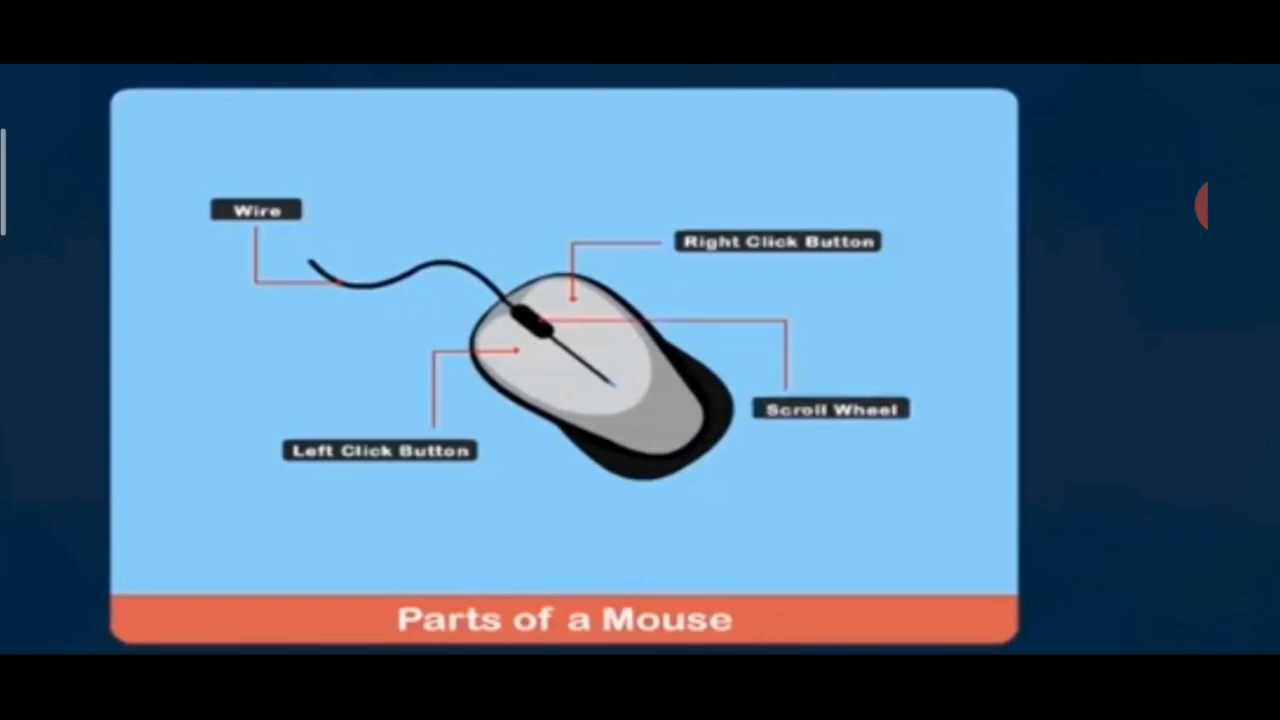 Wire
Right Click Button
Scroll Wheel
Left Click Button
Parts of a Mouse